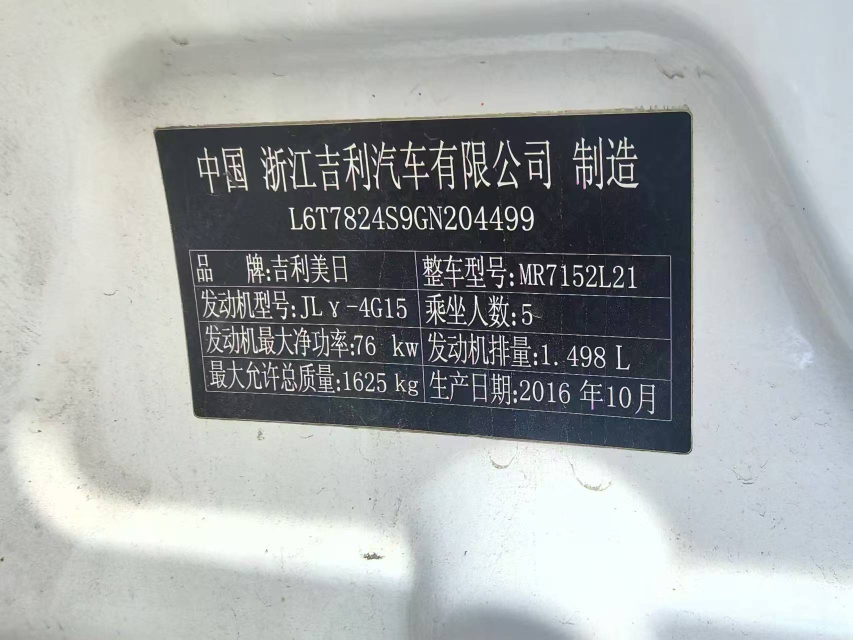 中国 浙江吉利汽车有限公司 制造
L6T7824S9GN204499
品 牌:吉利美日 整车型号:MR7152L21
发动机型号:JLγ-4G15 乘坐人数:5
发动机最大净功率:76 kw 发动机排量:1.498 L
最大允许总质量:1625 kg 生产日期:2016 年10月